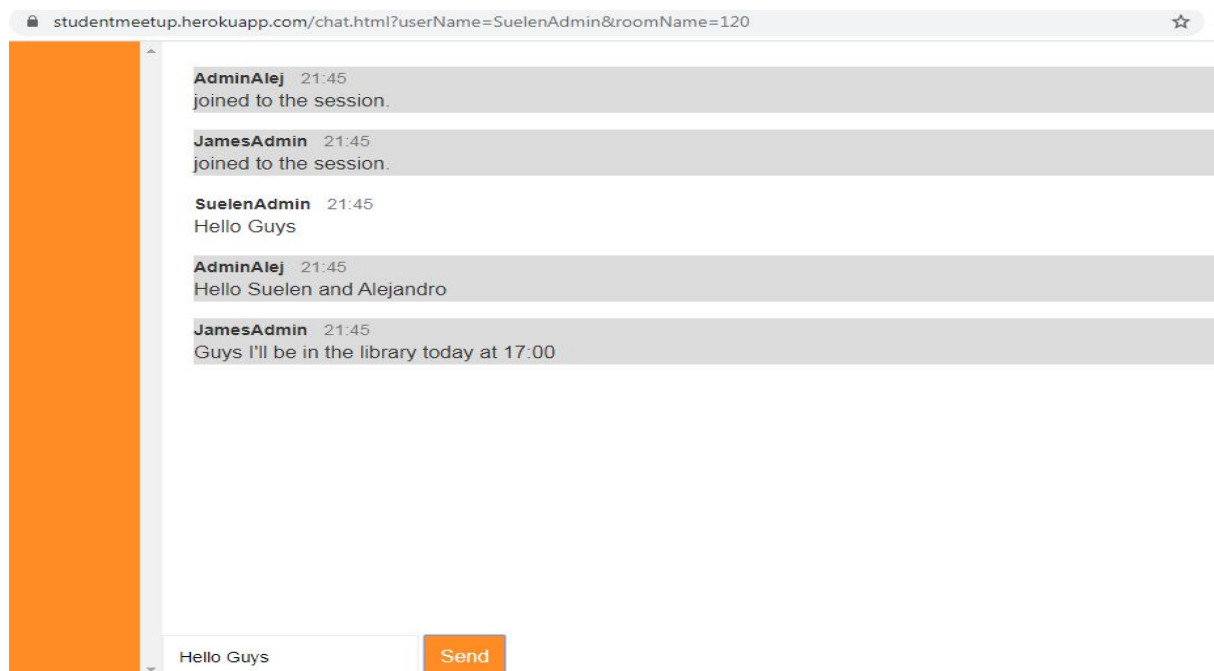 studentmeetup.herokuapp.com/chat.html?userName=SuelenAdmin&roomName=120
AdminAlej 21:45
joined to the session.
JamesAdmin 21:45
joined to the session.
SuelenAdmin 21:45
Hello Guys
AdminAlej 21:45
Hello Suelen and Alejandro
JamesAdmin 21:45
Guys I'll be in the library today at 17:00
Hello Guys Send